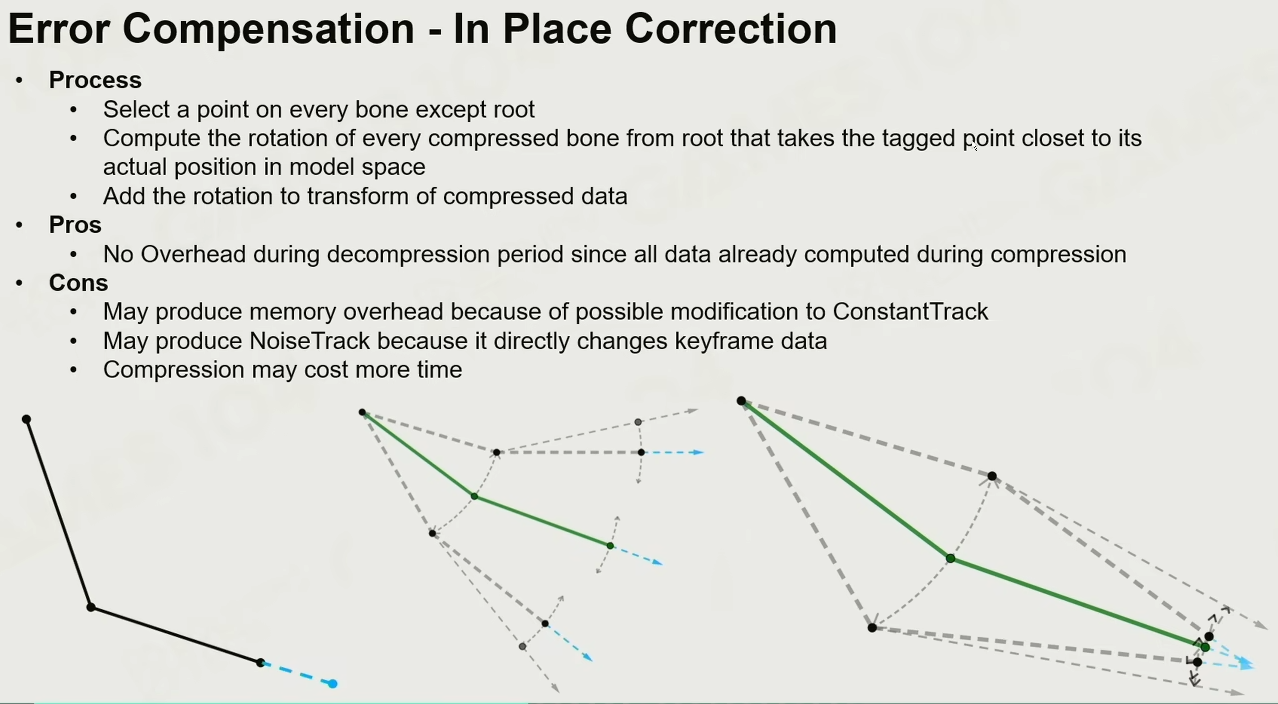 Error Compensation - In Place Correction
• Process
• Select a point on every bone except root
• Compute the rotation of every compressed bone from root that takes the tagged point closet to its
actual position in model space
• Add the rotation to transform of compressed data
• Pros
• No Overhead during decompression period since all data already computed during compression
• Cons
• May produce memory overhead because of possible modification to ConstantTrack
• May produce NoiseTrack because it directly changes keyframe data
• Compression may cost more time